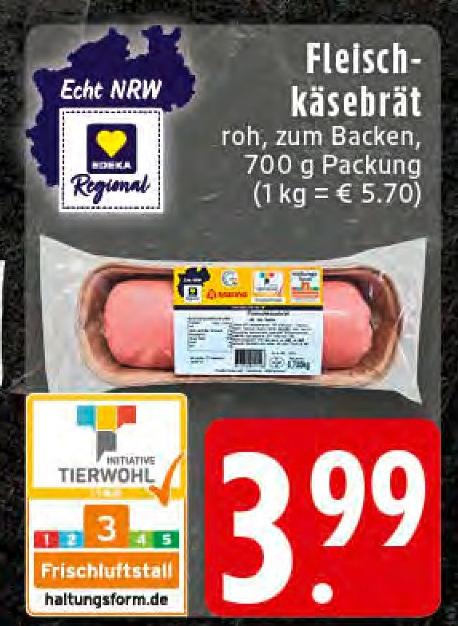 Echt NRW
EDEKA
Regional
Fleisch-
käsebrät
roh, zum Backen,
700 g Packung
(1 kg = € 5.70)
INITIATIVE
TIERWOHL
1 2 3 4 5
Frischluftstall
haltungsform.de
3.99